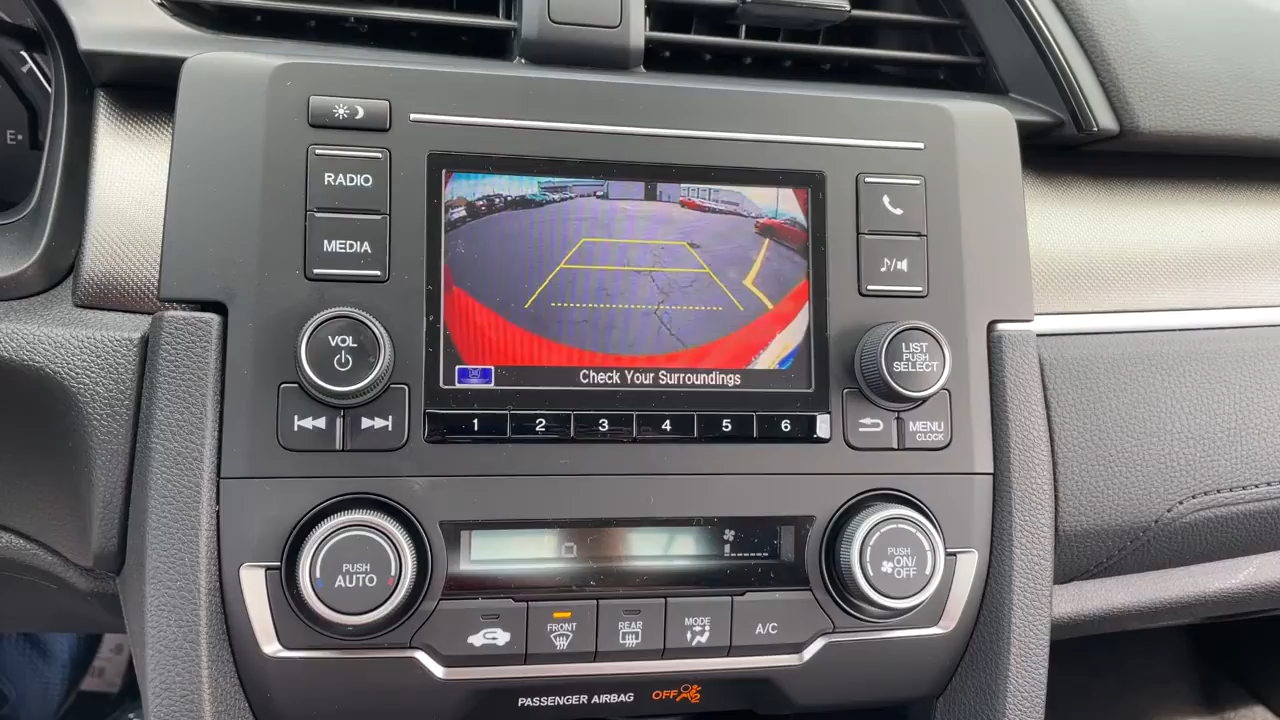 E
RADIO
MEDIA
VOL
Check Your Surroundings
1 2 3 4 5 6
LIST
PUSH
SELECT
MENU
CLOCK
PUSH
AUTO
PUSH
ON/
OFF
FRONT
REAR
MODE
A/C
PASSENGER AIRBAG
OFF
2